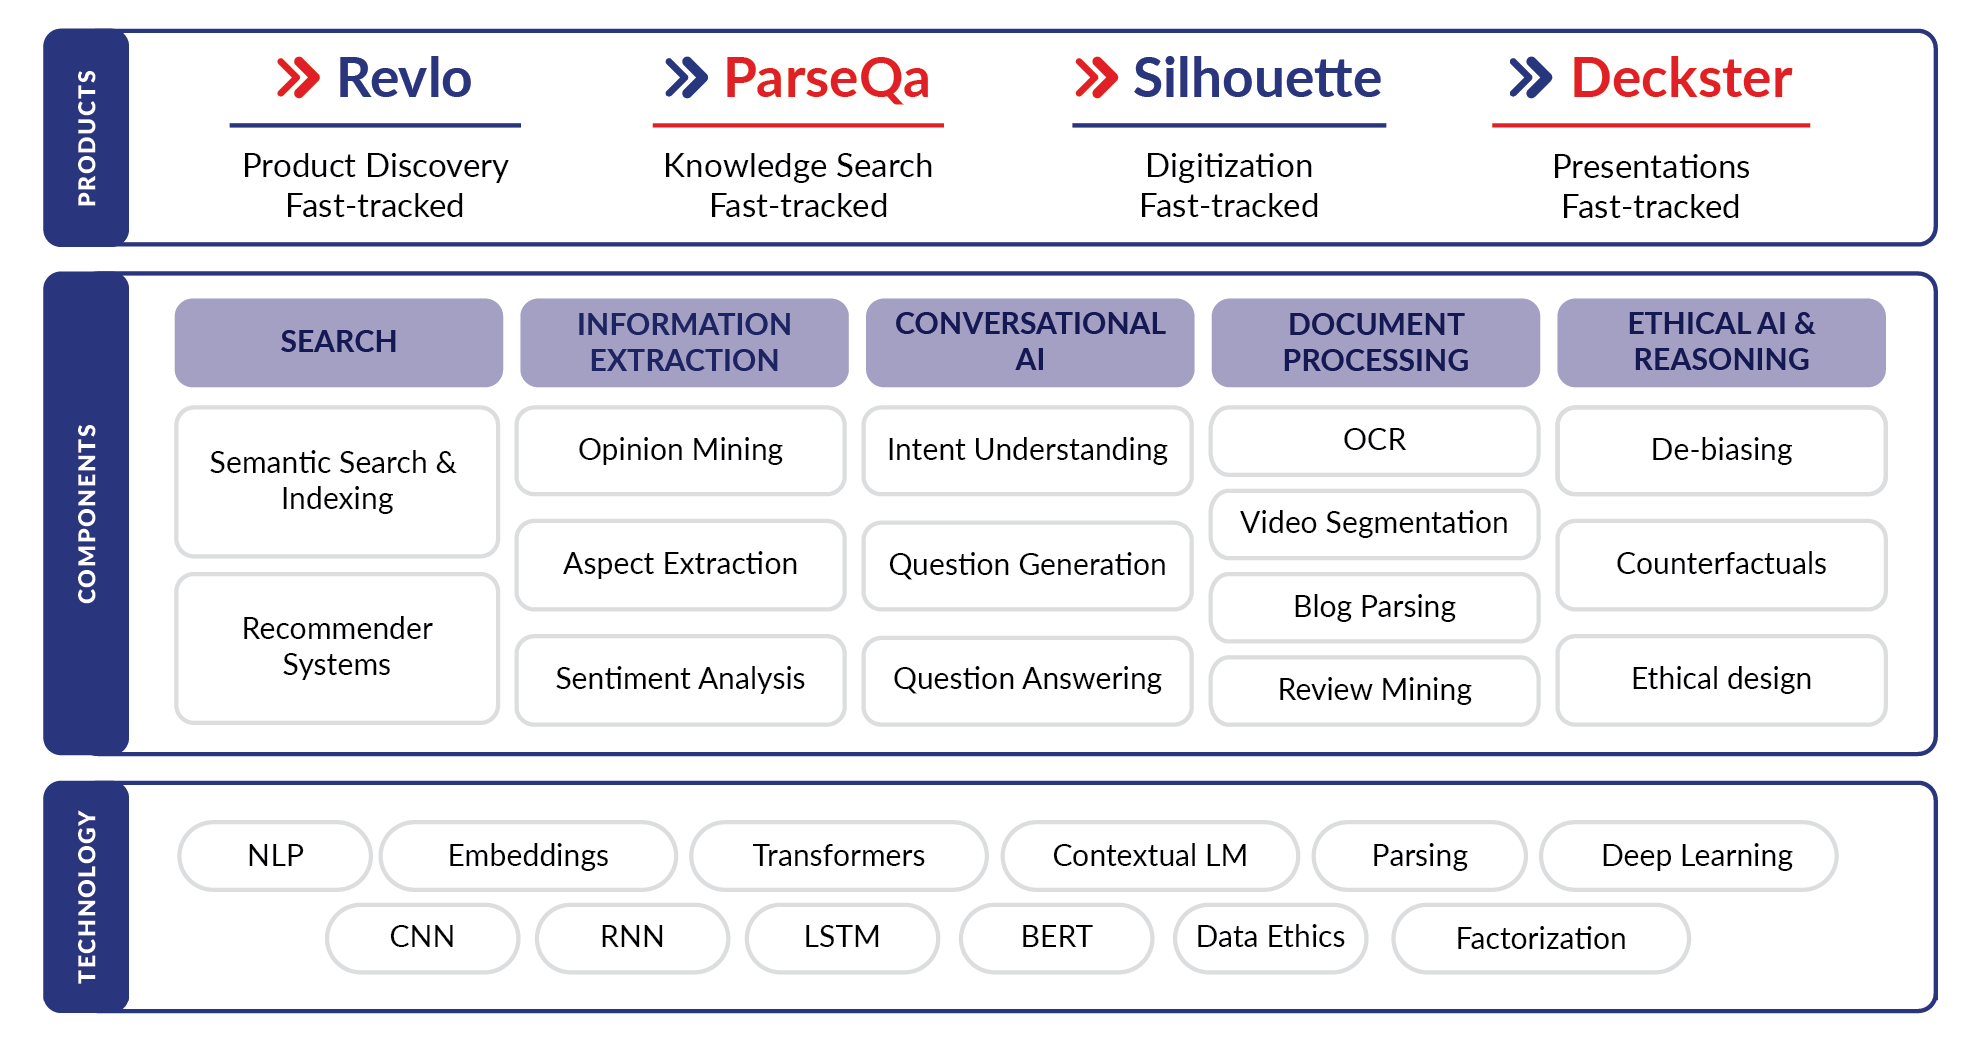 PRODUCTS
Revlo
Product Discovery
Fast-tracked
ParseQa
Knowledge Search
Fast-tracked
Silhouette
Digitization
Fast-tracked
Deckster
Presentations
Fast-tracked
COMPONENTS
SEARCH
Semantic Search &
Indexing
Recommender
Systems
INFORMATION
EXTRACTION
Opinion Mining
Aspect Extraction
Sentiment Analysis
CONVERSATIONAL
AI
Intent Understanding
Question Generation
Question Answering
DOCUMENT
PROCESSING
OCR
Video Segmentation
Blog Parsing
Review Mining
ETHICAL AI &
REASONING
De-biasing
Counterfactuals
Ethical design
TECHNOLOGY
NLP
Embeddings
Transformers
Contextual LM
Parsing
Deep Learning
CNN
RNN
LSTM
BERT
Data Ethics
Factorization